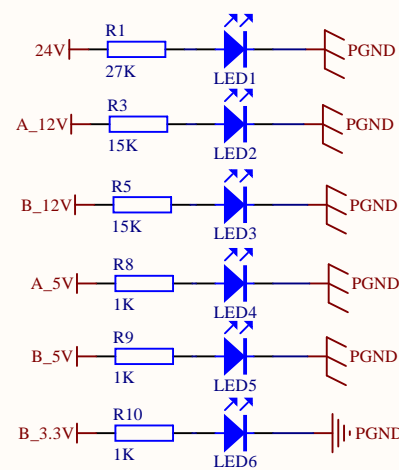 R1
24V
PGND
27K
LED1
R3
A_12V
PGND
15K
LED2
R5
B_12V
PGND
15K
LED3
R8
A_5V
PGND
1K
LED4
R9
B_5V
PGND
1K
LED5
R10
B_3.3V
PGND
1K
LED6